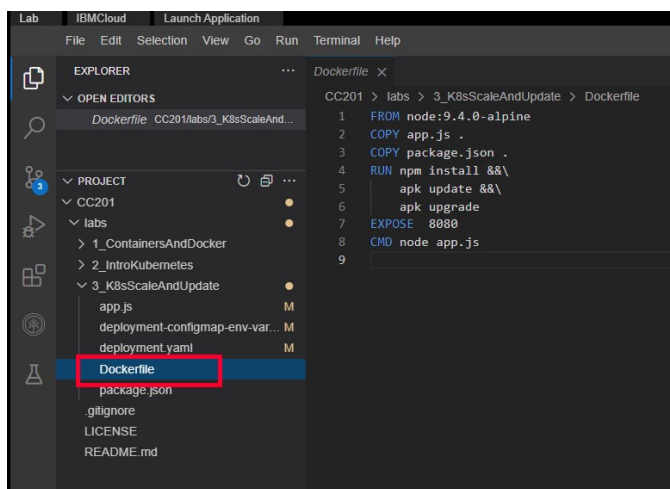 Lab IBMCloud Launch Application
File Edit Selection View Go Run Terminal Help
EXPLORER ...
OPEN EDITORS
Dockerfile CC201/labs/3_K8sScaleAnd...
PROJECT ...
CC201
labs
1_ContainersAndDocker
2_IntroKubernetes
3_K8sScaleAndUpdate
app.js M
deployment-configmap-env-var... M
deployment.yaml M
Dockerfile
package.json
.gitignore
LICENSE
README.md
3
Dockerfile ×
CC201 > labs > 3_K8sScaleAndUpdate > Dockerfile
1 FROM node:9.4.0-alpine
2 COPY app.js .
3 COPY package.json .
4 RUN npm install &&\
5 apk update &&\
6 apk upgrade
7 EXPOSE 8080
8 CMD node app.js
9